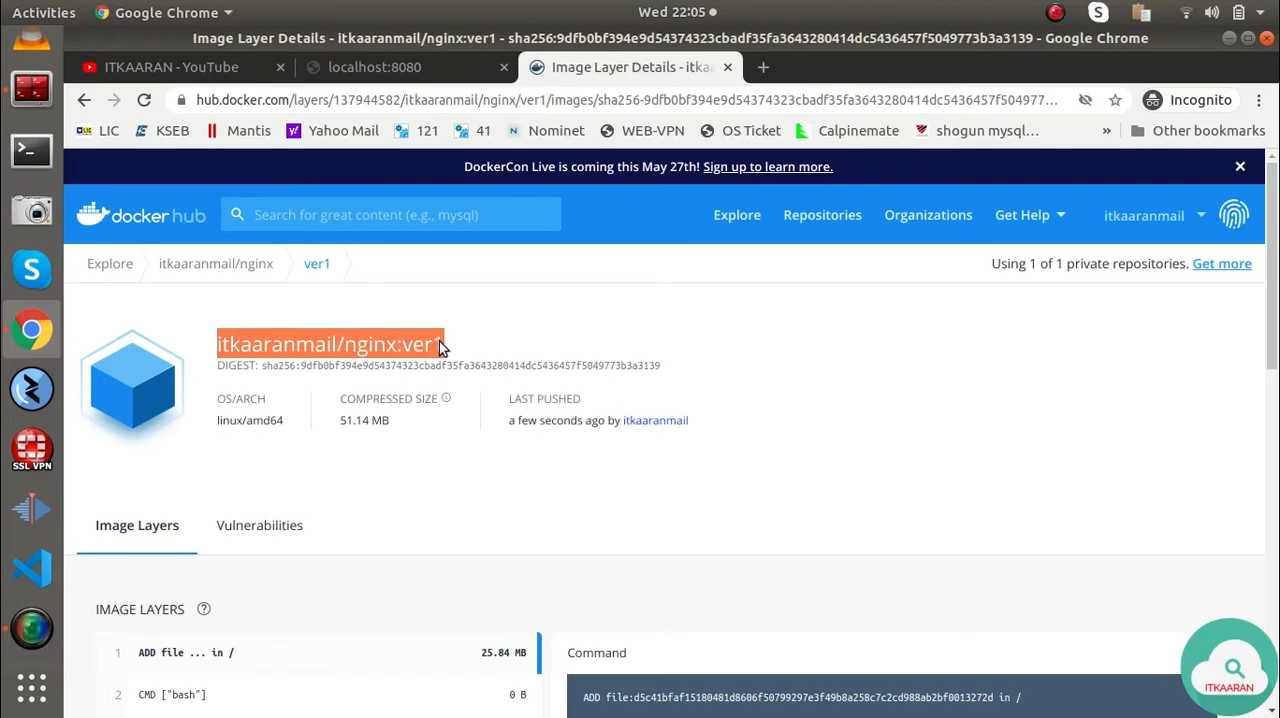 Activities
Google Chrome
Wed 22:05
Image Layer Details - itkaaranmail/nginx:ver1 - sha256:9dfb0bf394e9d54374323cbadf35fa3643280414dc5436457f5049773b3a3139 - Google Chrome
ITKAARAN - YouTube
localhost:8080
Image Layer Details - itkaa
hub.docker.com/layers/137944582/itkaaranmail/nginx/ver1/images/sha256-9dfb0bf394e9d54374323cbadf35fa3643280414dc5436457f504977...
Incognito
LIC
KSEB
Mantis
Yahoo Mail
121
41
Nominet
WEB-VPN
OS Ticket
Calpinemate
shogun mysql...
»
Other bookmarks
DockerCon Live is coming this May 27th! Sign up to learn more.
docker hub
Search for great content (e.g., mysql)
Explore
Repositories
Organizations
Get Help
itkaaranmail
Explore
itkaaranmail/nginx
ver1
Using 1 of 1 private repositories. Get more
itkaaranmail/nginx:ver1
DIGEST: sha256:9dfb0bf394e9d54374323cbadf35fa3643280414dc5436457f5049773b3a3139
OS/ARCH
COMPRESSED SIZE
LAST PUSHED
linux/amd64
51.14 MB
a few seconds ago by itkaaranmail
SSL VPN
Image Layers
Vulnerabilities
IMAGE LAYERS
1 ADD file ... in / 25.84 MB
Command
2 CMD ["bash"] 0 B
ADD file:d5c41bfaf15180481d8606f50799297e3f49b8a258c7c2cd988ab2bf0013272d in /
ITKAARAN